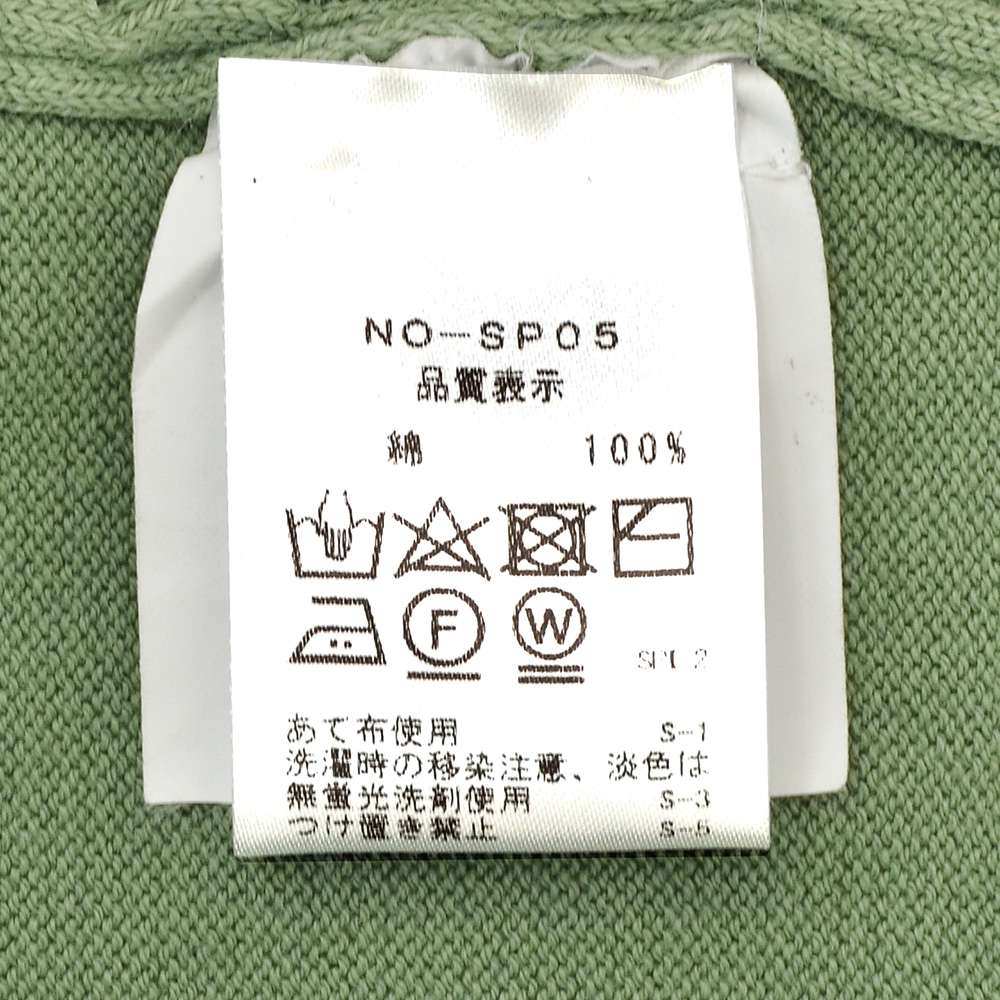 NO-SP05
品質表示
綿 100%
F W
あて布使用 S-1
洗濯時の移染注意、淡色は
無蛍光洗剤使用 S-3
つけ置き禁止